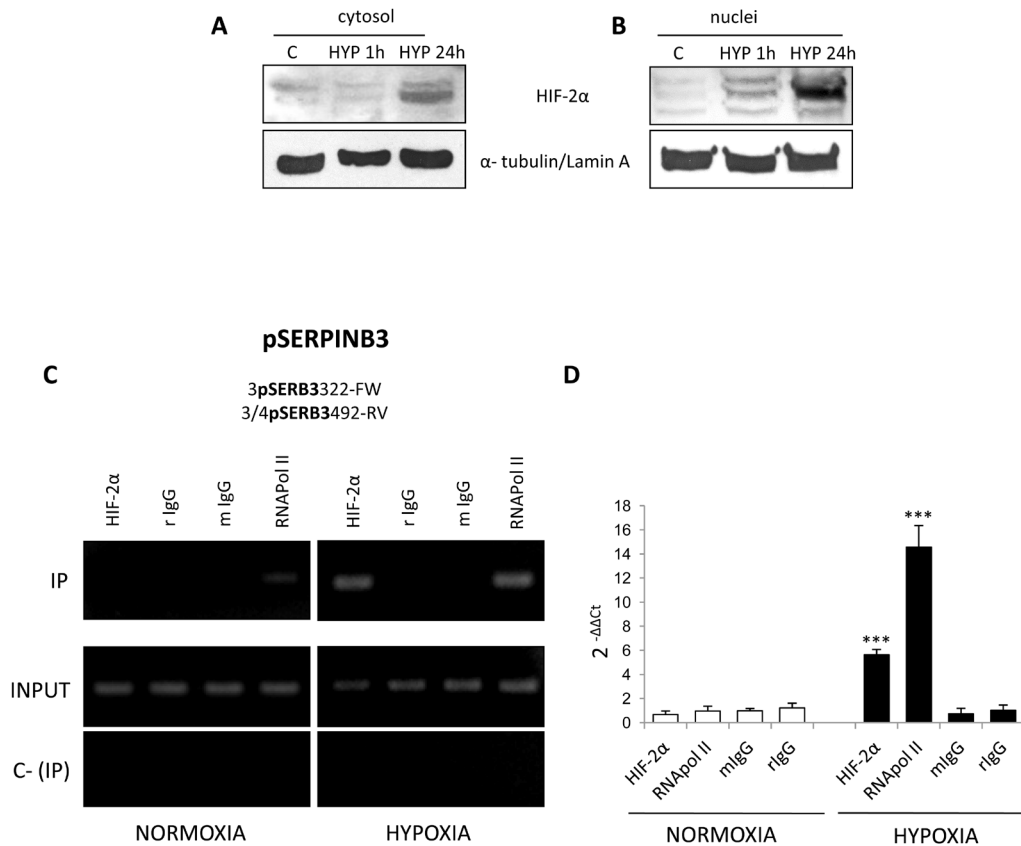 A
cytosol
C HYP 1h HYP 24h
B
nuclei
C HYP 1h HYP 24h
HIF-2α
α- tubulin/Lamin A
pSERPINB3
C
3pSERB3322-FW
3/4pSERB3492-RV
HIF-2α r IgG m IgG RNAPol II
HIF-2α r IgG m IgG RNAPol II
IP
INPUT
C- (IP)
NORMOXIA HYPOXIA
D
2 -ΔΔCt
18
16
14
12
10
8
6
4
2
0
***
***
HIF-2α RNApol II mIgG rIgG
HIF-2α RNApol II mIgG rIgG
NORMOXIA HYPOXIA